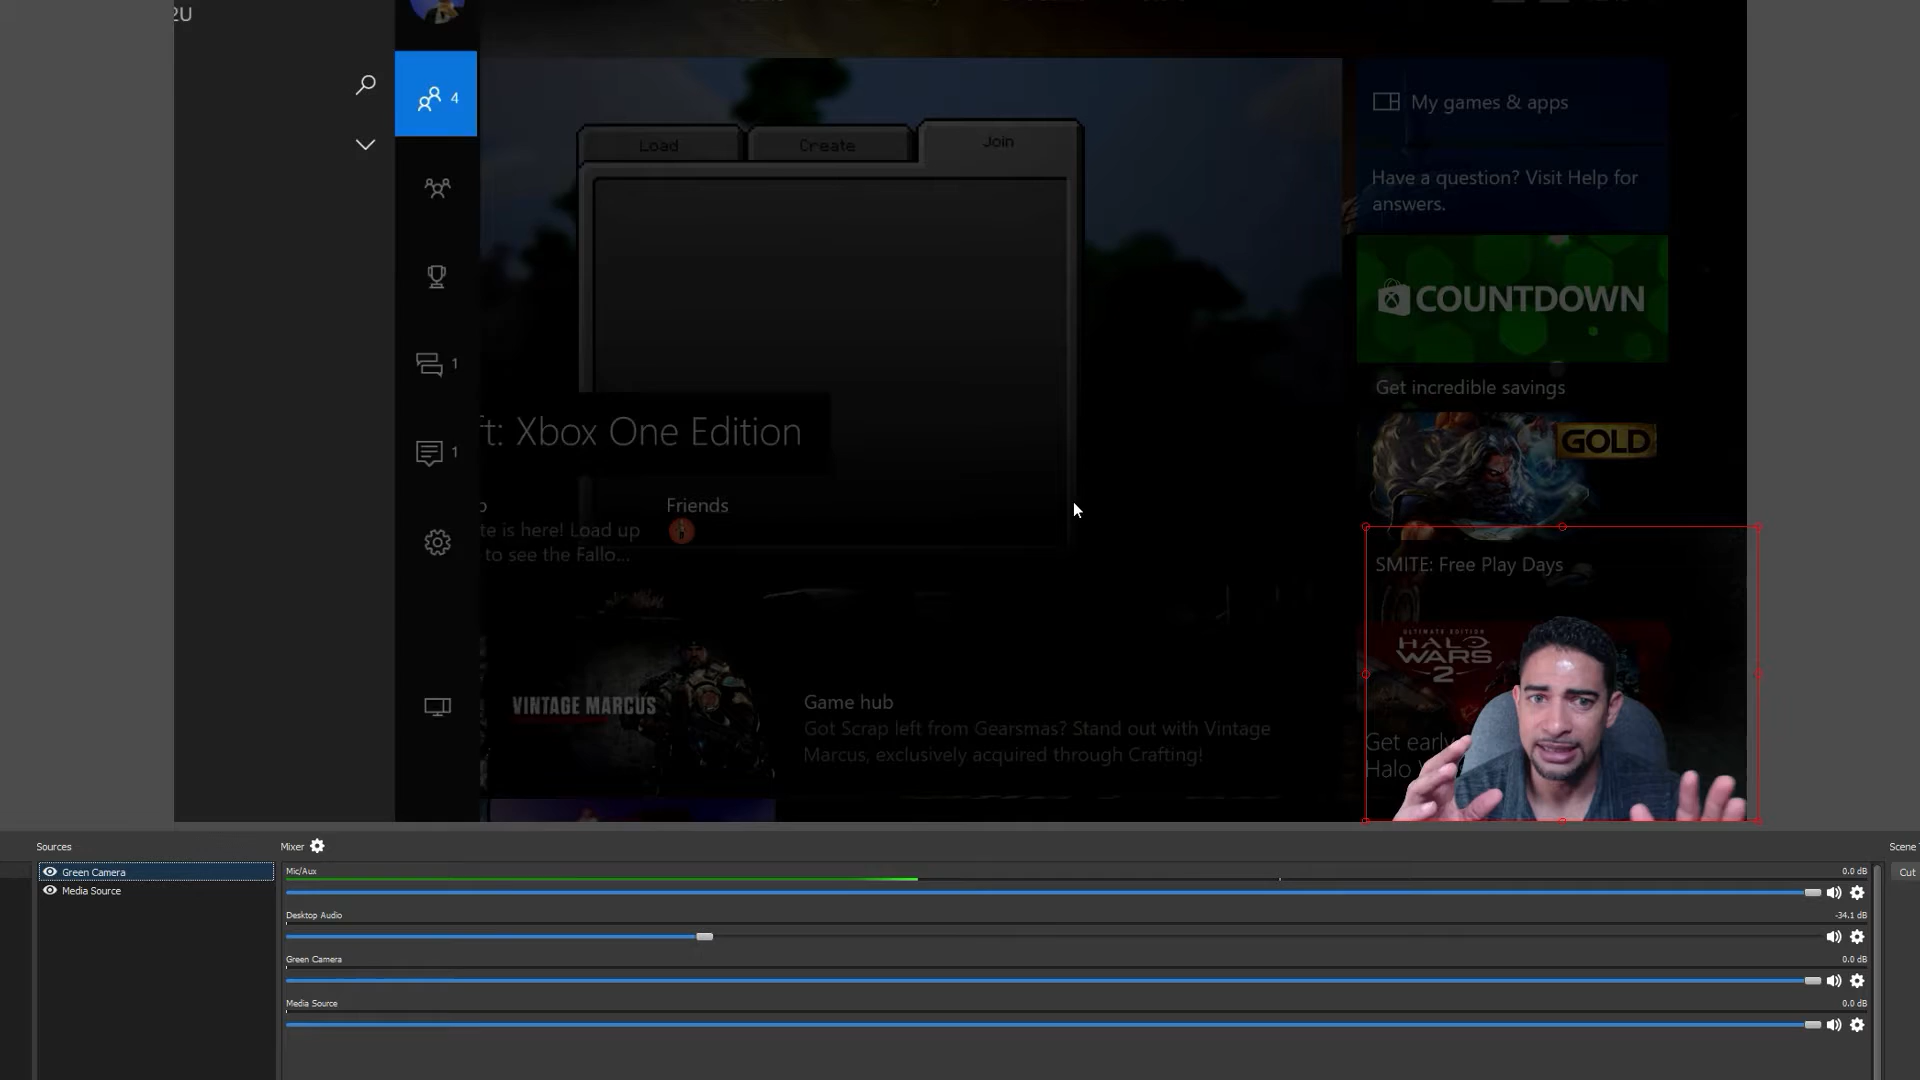 2U
4
1
1
Load
Create
Join
ft: Xbox One Edition
Friends
te is here! Load up
to see the Fallo...
VINTAGE MARCUS
Game hub
Got Scrap left from Gearsmas? Stand out with Vintage
Marcus, exclusively acquired through Crafting!
My games & apps
Have a question? Visit Help for
answers.
COUNTDOWN
Get incredible savings
GOLD
SMITE: Free Play Days
ULTIMATE EDITION
HALO
WARS
2
Get early
Halo
Sources
Green Camera
Media Source
Mixer
Mic/Aux
0.0 dB
Desktop Audio
-34.1 dB
Green Camera
0.0 dB
Media Source
0.0 dB
Scene
Cut